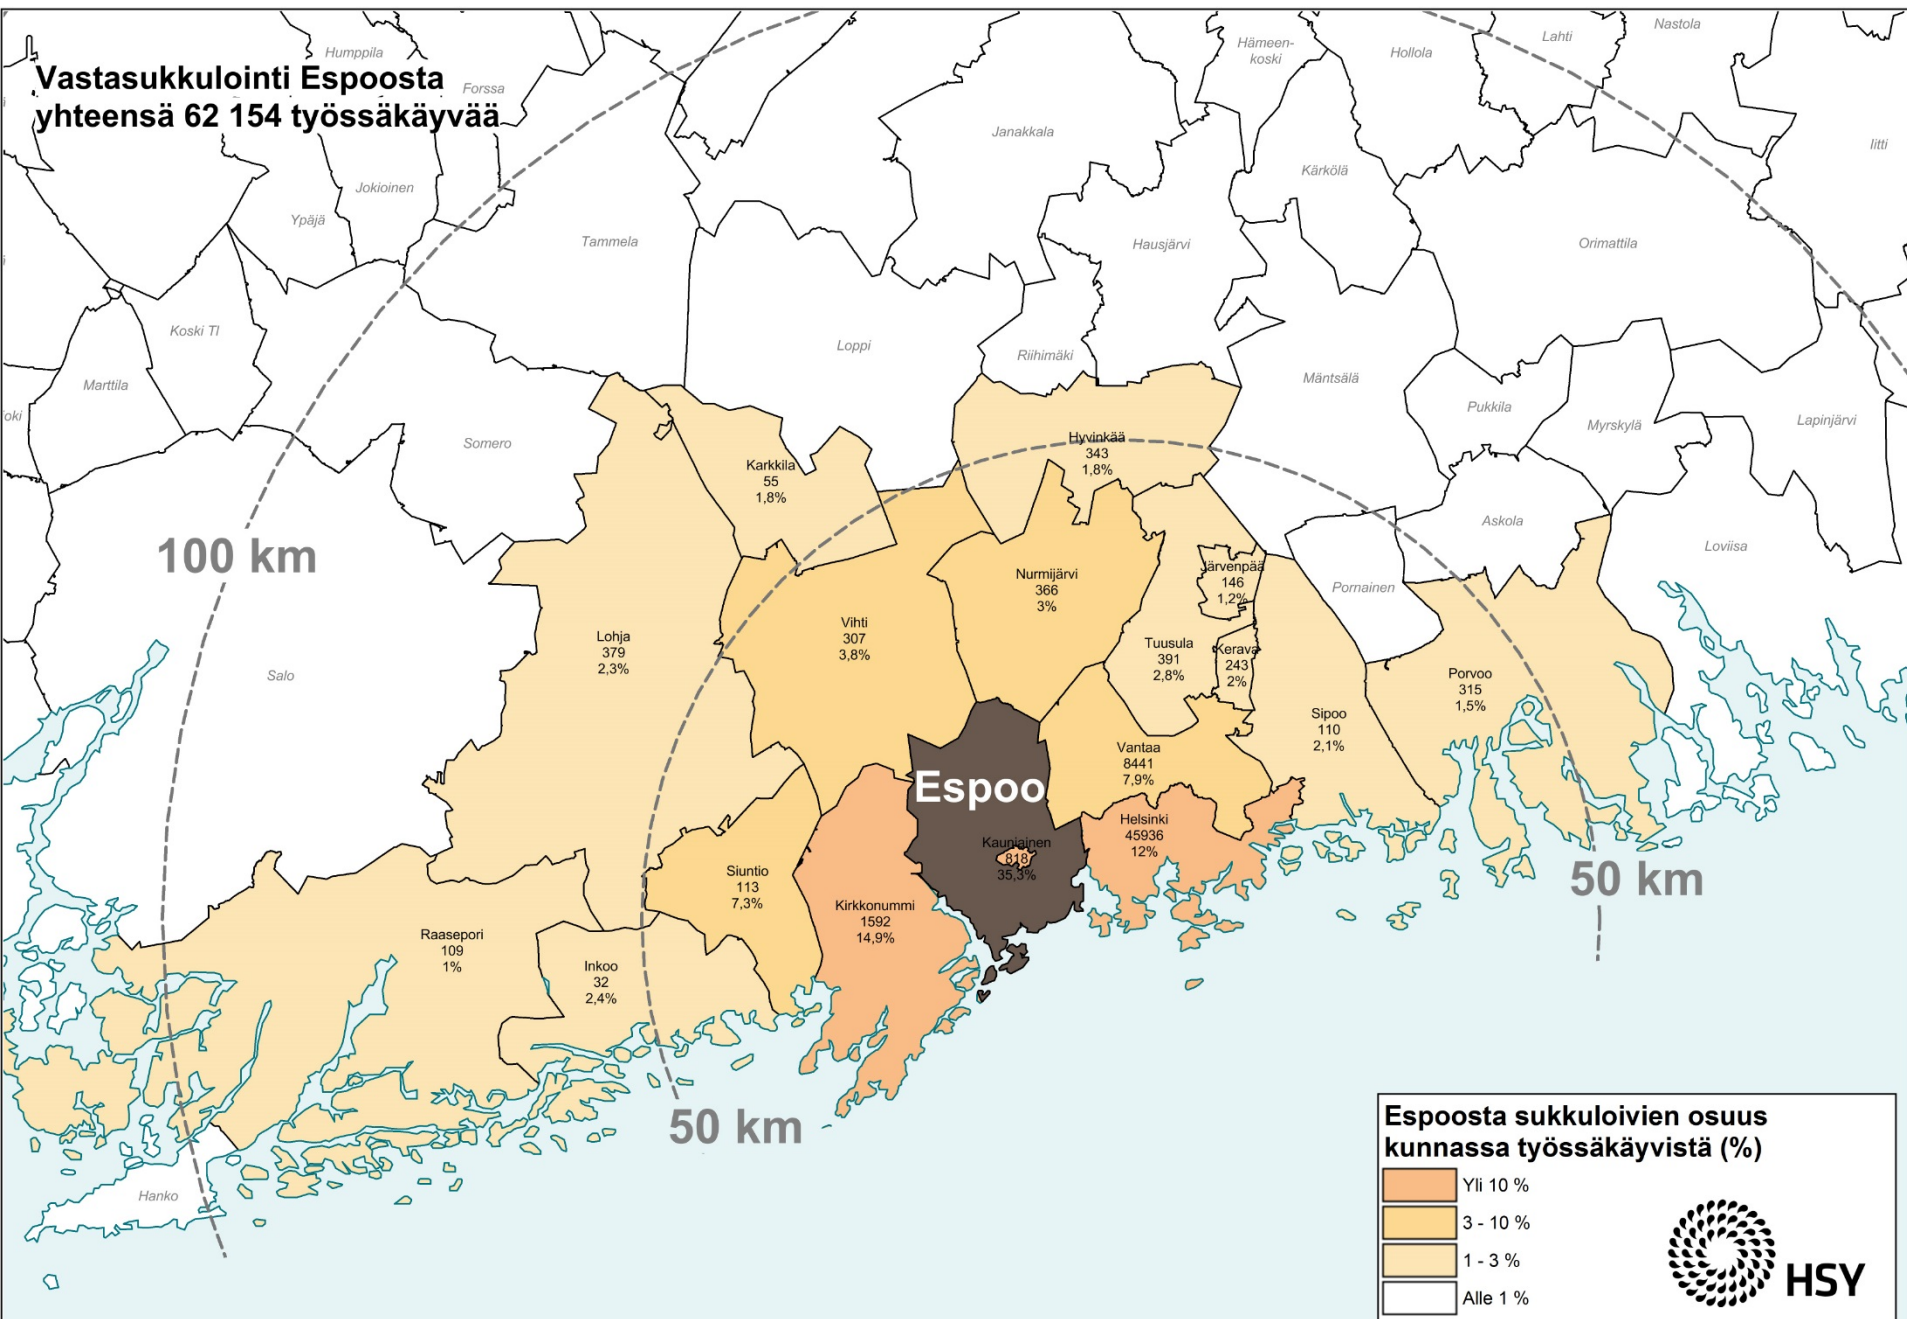 Vastasukkulointi Espoosta
yhteensä 62 154 työssäkäyvää
Humppila
Forssa
Jokioinen
Ypäjä
Tammela
Janakkala
Hämeen-
koski
Hollola
Lahti
Nastola
Iitti
Kärkölä
Hausjärvi
Orimattila
Koski Tl
Marttila
Loppi
Riihimäki
Mäntsälä
Pukkila
Myrskylä
Lapinjärvi
oki
Somero
Salo
Askola
Loviisa
Pornainen
Hanko
100 km
Karkkila
55
1,8%
Hyvinkää
343
1,8%
Nurmijärvi
366
3%
Järvenpää
146
1,2%
Vihti
307
3,8%
Lohja
379
2,3%
Tuusula
391
2,8%
Kerava
243
2%
Porvoo
315
1,5%
Sipoo
110
2,1%
Vantaa
8441
7,9%
Espoo
Helsinki
45936
12%
Kauniainen
818
35,3%
Siuntio
113
7,3%
Kirkkonummi
1592
14,9%
Raasepori
109
1%
Inkoo
32
2,4%
50 km
50 km
Espoosta sukkuloivien osuus
kunnassa työssäkäyvistä (%)
Yli 10 %
3 - 10 %
1 - 3 %
Alle 1 %
HSY